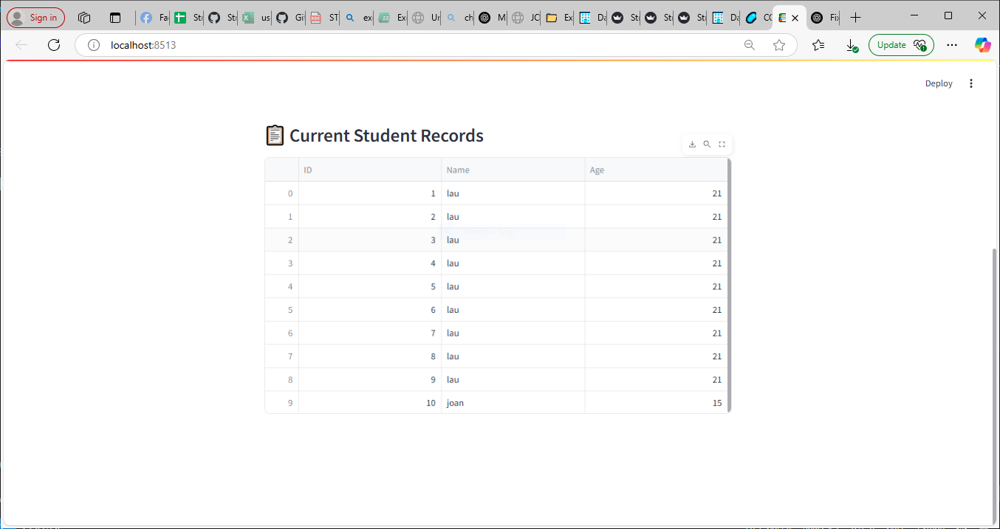 Sign in
Fa Sti Sti us Gi ST ex Ex Ur ch M JC Ex Da St St St Da CO Fix
localhost:8513
Update
Deploy
Current Student Records
ID Name Age
0 1 lau 21
1 2 lau 21
Window Snip
2 3 lau 21
3 4 lau 21
4 5 lau 21
5 6 lau 21
6 7 lau 21
7 8 lau 21
8 9 lau 21
9 10 joan 15